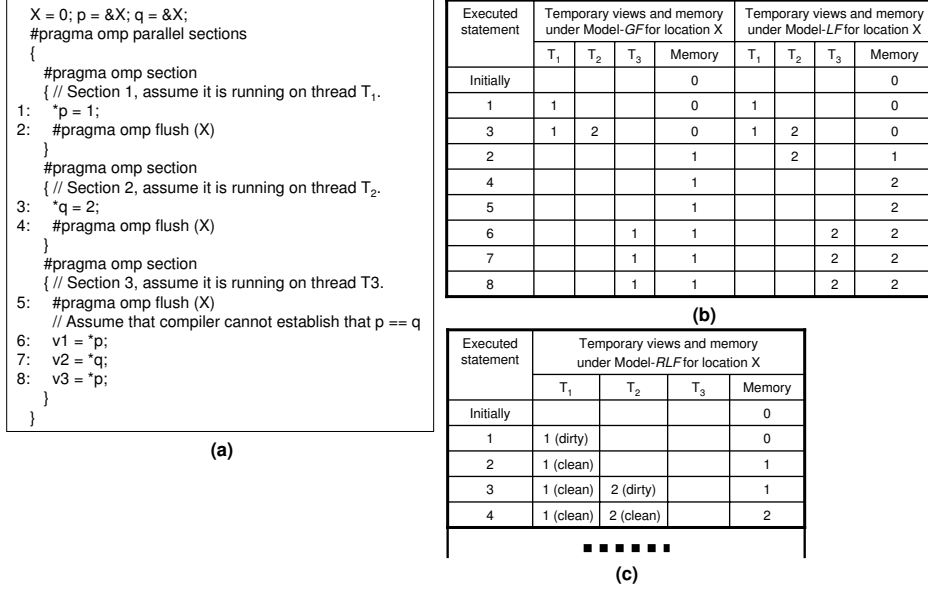 X = 0; p = &X; q = &X;
#pragma omp parallel sections
{
#pragma omp section
{ // Section 1, assume it is running on thread T1.
1: *p = 1;
2: #pragma omp flush (X)
}
#pragma omp section
{ // Section 2, assume it is running on thread T2.
3: *q = 2;
4: #pragma omp flush (X)
}
#pragma omp section
{ // Section 3, assume it is running on thread T3.
5: #pragma omp flush (X)
// Assume that compiler cannot establish that p == q
6: v1 = *p;
7: v2 = *q;
8: v3 = *p;
}
}
(a)
Executed statement | Temporary views and memory under Model-GF for location X | Temporary views and memory under Model-LF for location X
T1 T2 T3 Memory T1 T2 T3 Memory
Initially 0 0
1 1 0 1 0
3 1 2 0 1 2 0
2 1 2 1
4 1 2
5 1 2
6 1 1 2 2
7 1 1 2 2
8 1 1 2 2
(b)
Executed statement | Temporary views and memory under Model-RLF for location X
T1 T2 T3 Memory
Initially 0
1 1 (dirty) 0
2 1 (clean) 1
3 1 (clean) 2 (dirty) 1
4 1 (clean) 2 (clean) 2
(c)